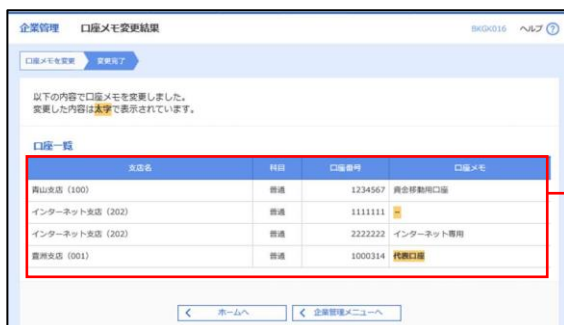 企業管理 口座メモ変更結果 BKGK016 ヘルプ ?
口座メモを変更 変更完了
以下の内容で口座メモを変更しました。
変更した内容は太字で表示されています。
口座一覧
支店名 科目 口座番号 口座メモ
青山支店（100） 普通 1234567 資金移動用口座
インターネット支店（202） 普通 1111111 －
インターネット支店（202） 普通 2222222 インターネット専用
豊洲支店（001） 普通 1000314 代表口座
ホームへ 企業管理メニューへ